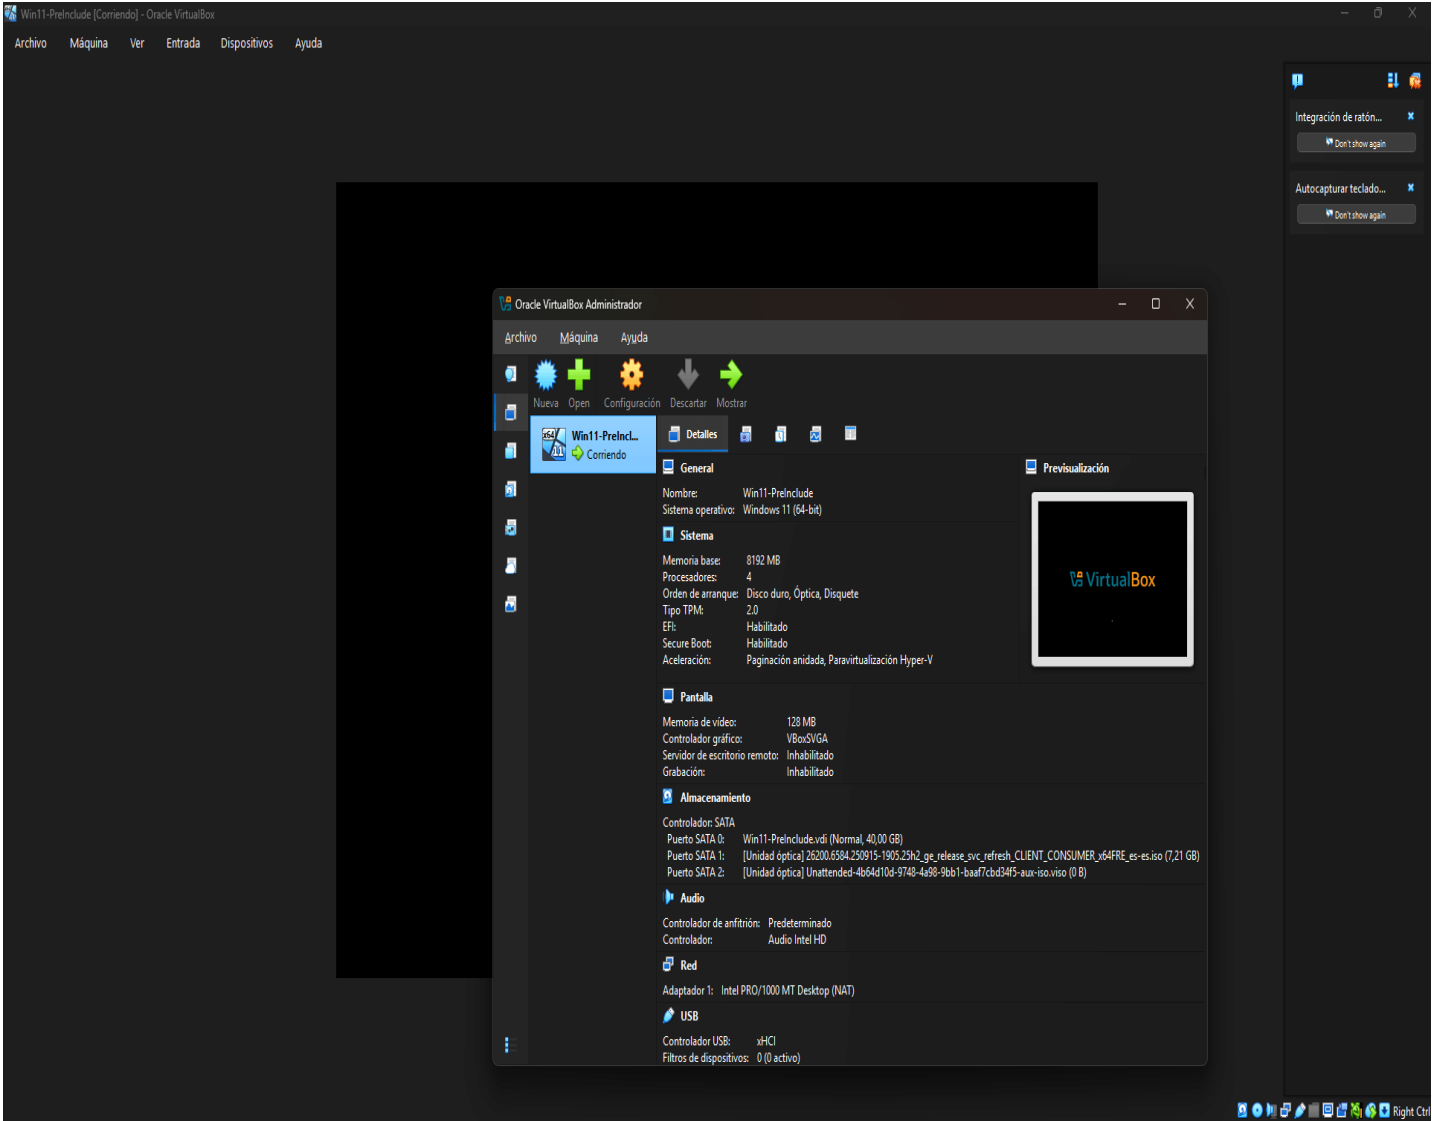 Win11-PreInclude [Corriendo] - Oracle VirtualBox
Archivo Máquina Ver Entrada Dispositivos Ayuda
Integración de ratón...
Don't show again
Autocapturar teclado...
Don't show again
Oracle VirtualBox Administrador
Archivo Máquina Ayuda
Nueva Open Configuración Descartar Mostrar
x64
11
Win11-PreIncl...
Corriendo
Detalles
General
Nombre: Win11-PreInclude
Sistema operativo: Windows 11 (64-bit)
Previsualización
VirtualBox
Sistema
Memoria base: 8192 MB
Procesadores: 4
Orden de arranque: Disco duro, Óptica, Disquete
Tipo TPM: 2.0
EFI: Habilitado
Secure Boot: Habilitado
Aceleración: Paginación anidada, Paravirtualización Hyper-V
Pantalla
Memoria de vídeo: 128 MB
Controlador gráfico: VBoxSVGA
Servidor de escritorio remoto: Inhabilitado
Grabación: Inhabilitado
Almacenamiento
Controlador: SATA
Puerto SATA 0: Win11-PreInclude.vdi (Normal, 40,00 GB)
Puerto SATA 1: [Unidad óptica] 26200.6584.250915-1905.25h2_ge_release_svc_refresh_CLIENT_CONSUMER_x64FRE_es-es.iso (7,21 GB)
Puerto SATA 2: [Unidad óptica] Unattended-4b64d10d-9748-4a98-9bb1-baaf7cbd34f5-aux-iso.viso (0 B)
Audio
Controlador de anfitrión: Predeterminado
Controlador: Audio Intel HD
Red
Adaptador 1: Intel PRO/1000 MT Desktop (NAT)
USB
Controlador USB: xHCI
Filtros de dispositivos: 0 (0 activo)
Right Ctrl